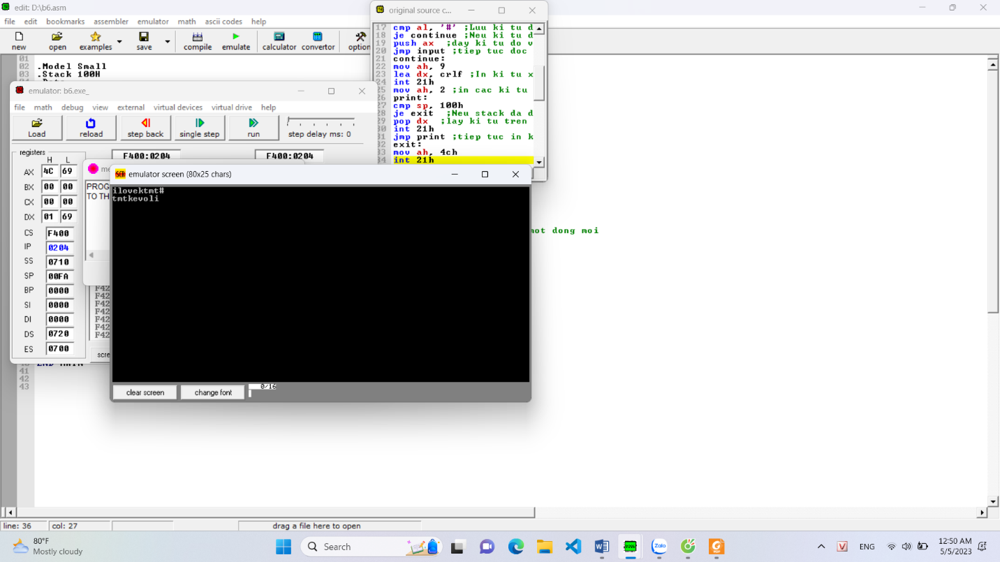 edit: D:\b6.asm
file edit bookmarks assembler emulator math ascii codes help
new open examples save compile emulate calculator convertor option
01
02 .Model Small
03 .Stack 100H
original source c...
17 cmp al, '#' ;Luu ki tu d
18 je continue ;Neu ki tu d
19 push ax ;day ki tu do v
20 jmp input ;tiep tuc doc
21 continue:
22 mov ah, 9
23 lea dx, crlf ;In ki tu x
24 int 21h
25 mov ah, 2 ;in cac ki tu
26 print:
27 cmp sp, 100h
28 je exit ;Neu stack da d
29 pop dx ;lay ki tu tren
30 int 21h
31 jmp print ;tiep tuc in k
32 exit:
33 mov ah, 4ch
34 int 21h
emulator: b6.exe_
file math debug view external virtual devices virtual drive help
Load reload step back single step run step delay ms: 0
registers F400:0204 F400:0204
H L
AX 4C 69
BX 00 00
CX 00 00
DX 01 69
CS F400
IP 0204
SS 0710
SP 00FA
BP 0000
SI 0000
DI 0000
DS 0720
ES 0700
me
PROG
TO TH
F42
F42
F42
F42
F42
F42
F42
scre
emulator screen (80x25 chars)
ilovektmt#
tmtkevoli
clear screen change font 0/16
mot dong moi
END MAIN
41
42
43
line: 36 col: 27 drag a file here to open
80°F
Mostly cloudy
Search
Zalo
PDF
V
ENG
12:50 AM
5/5/2023